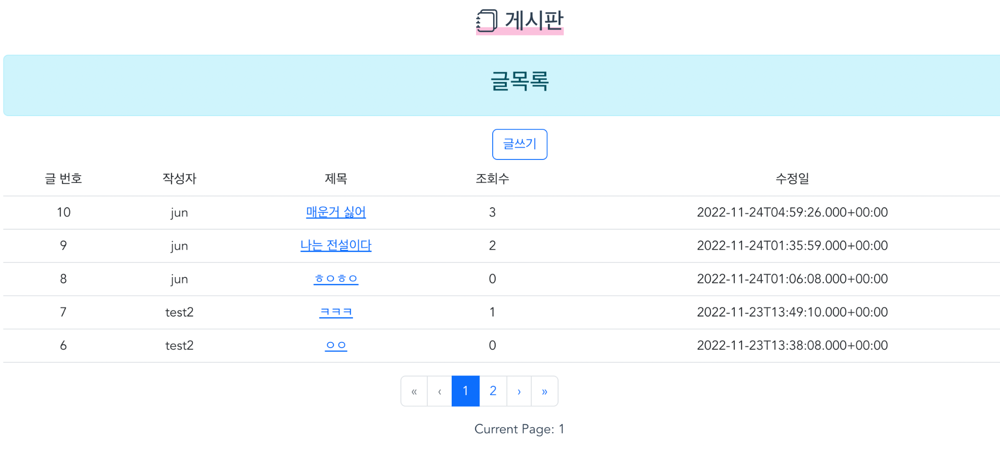 게시판
글목록
글쓰기
글 번호 작성자 제목 조회수 수정일
10 jun 매운거 싫어 3 2022-11-24T04:59:26.000+00:00
9 jun 나는 전설이다 2 2022-11-24T01:35:59.000+00:00
8 jun ㅎㅇㅎㅇ 0 2022-11-24T01:06:08.000+00:00
7 test2 ㅋㅋㅋ 1 2022-11-23T13:49:10.000+00:00
6 test2 ㅇㅇ 0 2022-11-23T13:38:08.000+00:00
« ‹ 1 2 › »
Current Page: 1